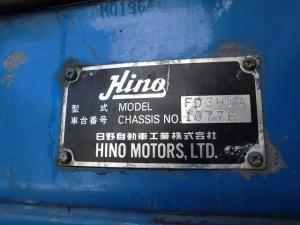 Hino
型式 MODEL FD3HKA
車台番号 CHASSIS NO. 10776
日野自動車工業株式会社
HINO MOTORS, LTD.